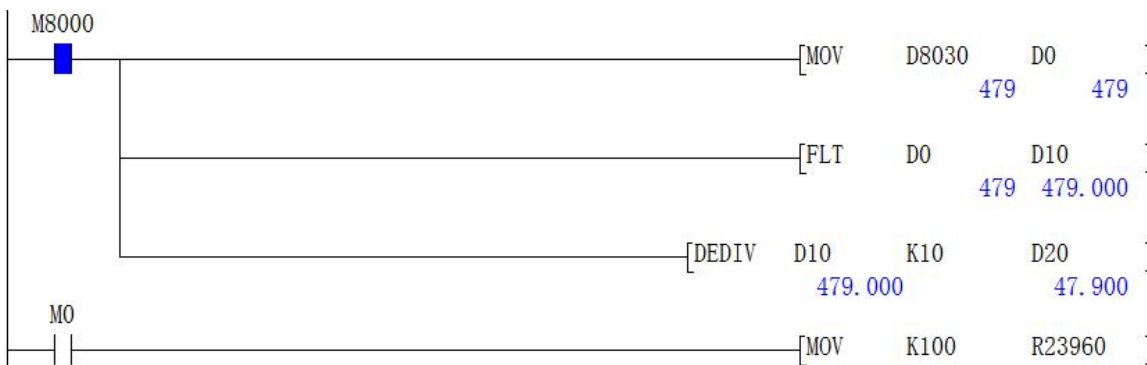 M8000
[MOV D8030 D0 ]
479 479
[FLT D0 D10 ]
479 479.000
[DEDIV D10 K10 D20 ]
479.000 47.900
M0
[MOV K100 R23960 ]